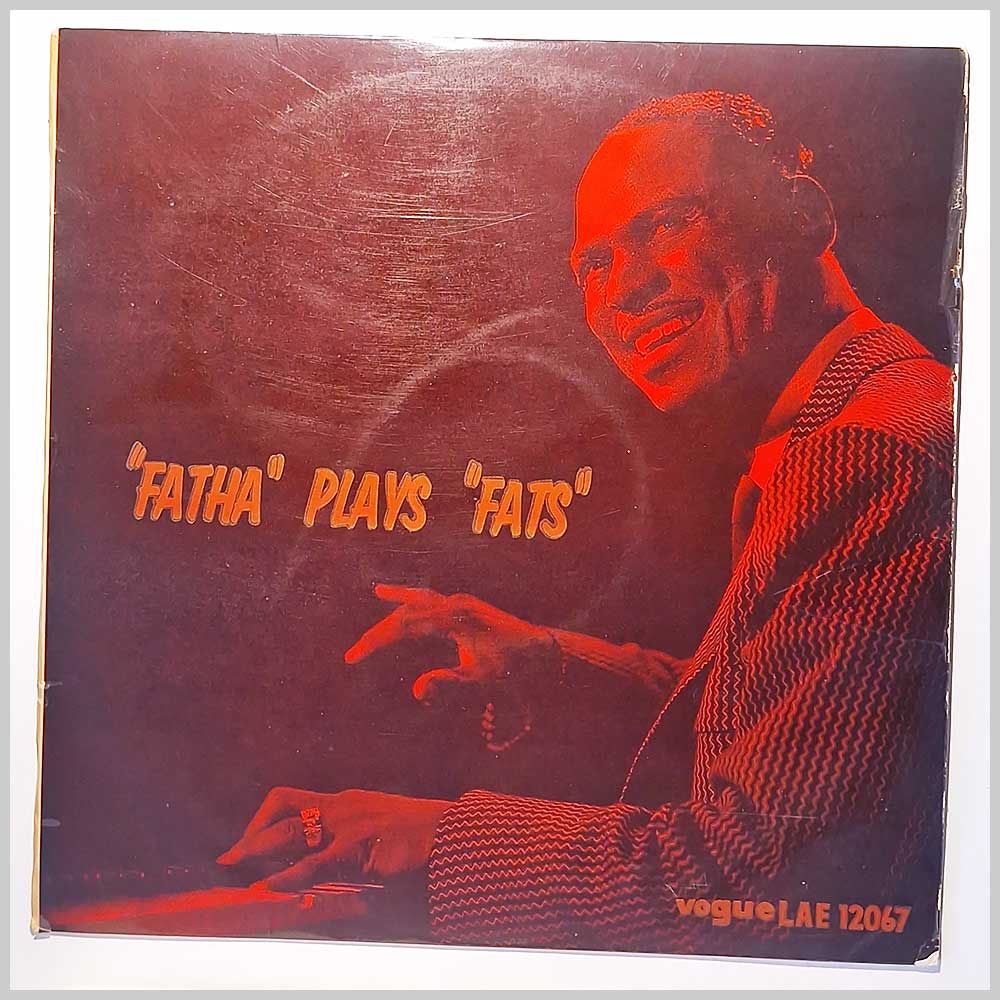 "FATHA" PLAYS "FATS"
vogue LAE 12067